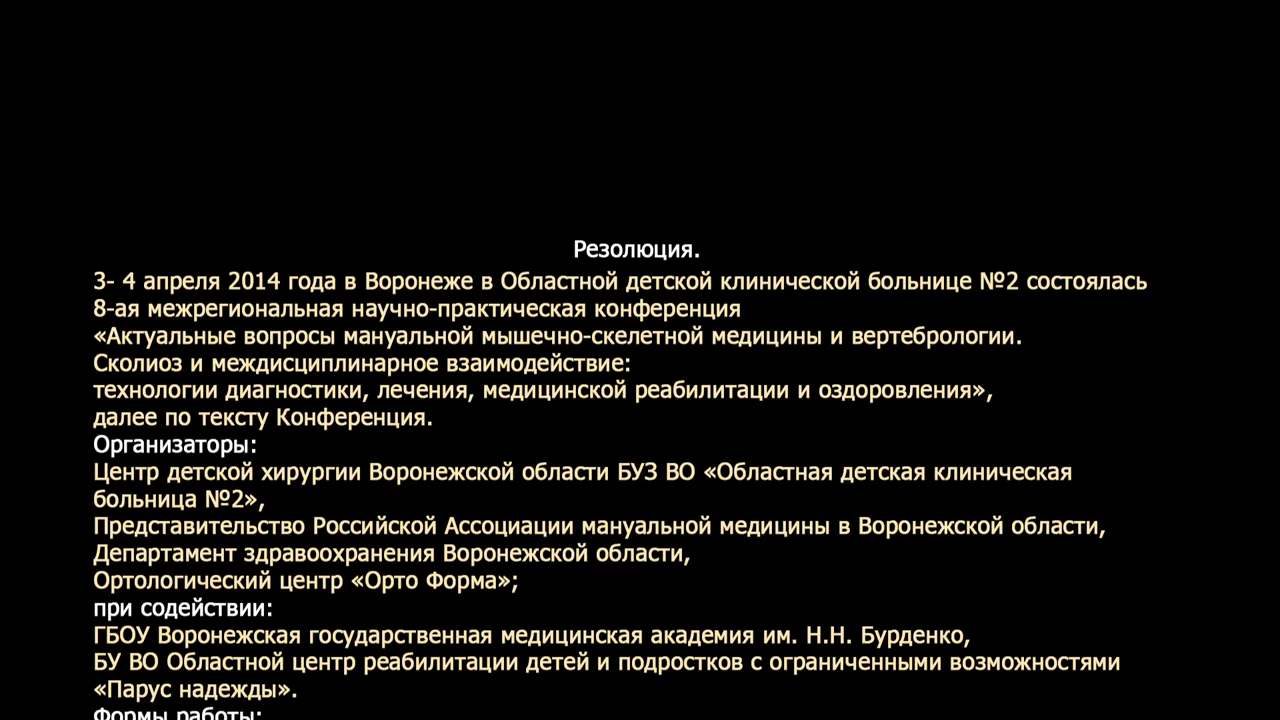 Резолюция.
3- 4 апреля 2014 года в Воронеже в Областной детской клинической больнице №2 состоялась
8-ая межрегиональная научно-практическая конференция
«Актуальные вопросы мануальной мышечно-скелетной медицины и вертебрологии.
Сколиоз и междисциплинарное взаимодействие:
технологии диагностики, лечения, медицинской реабилитации и оздоровления»,
далее по тексту Конференция.
Организаторы:
Центр детской хирургии Воронежской области БУЗ ВО «Областная детская клиническая
больница №2»,
Представительство Российской Ассоциации мануальной медицины в Воронежской области,
Департамент здравоохранения Воронежской области,
Ортологический центр «Орто Форма»;
при содействии:
ГБОУ Воронежская государственная медицинская академия им. Н.Н. Бурденко,
БУ ВО Областной центр реабилитации детей и подростков с ограниченными возможностями
«Парус надежды».
Формы работы: